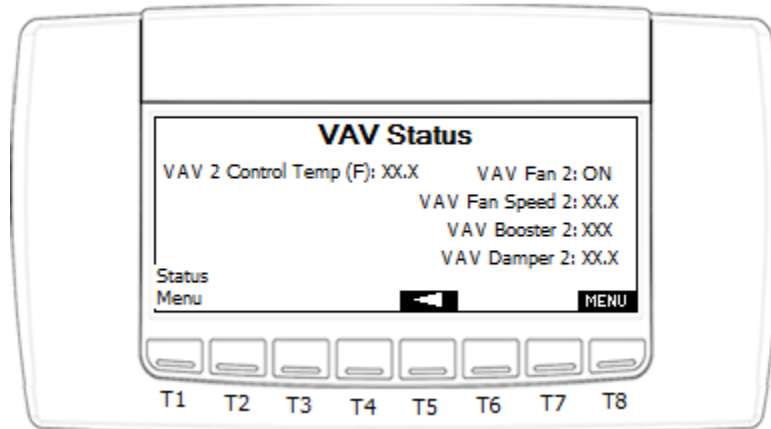 VAV Status
VAV 2 Control Temp (F): XX.X VAV Fan 2: ON
VAV Fan Speed 2: XX.X
VAV Booster 2: XXX
VAV Damper 2: XX.X
Status
Menu MENU
T1 T2 T3 T4 T5 T6 T7 T8